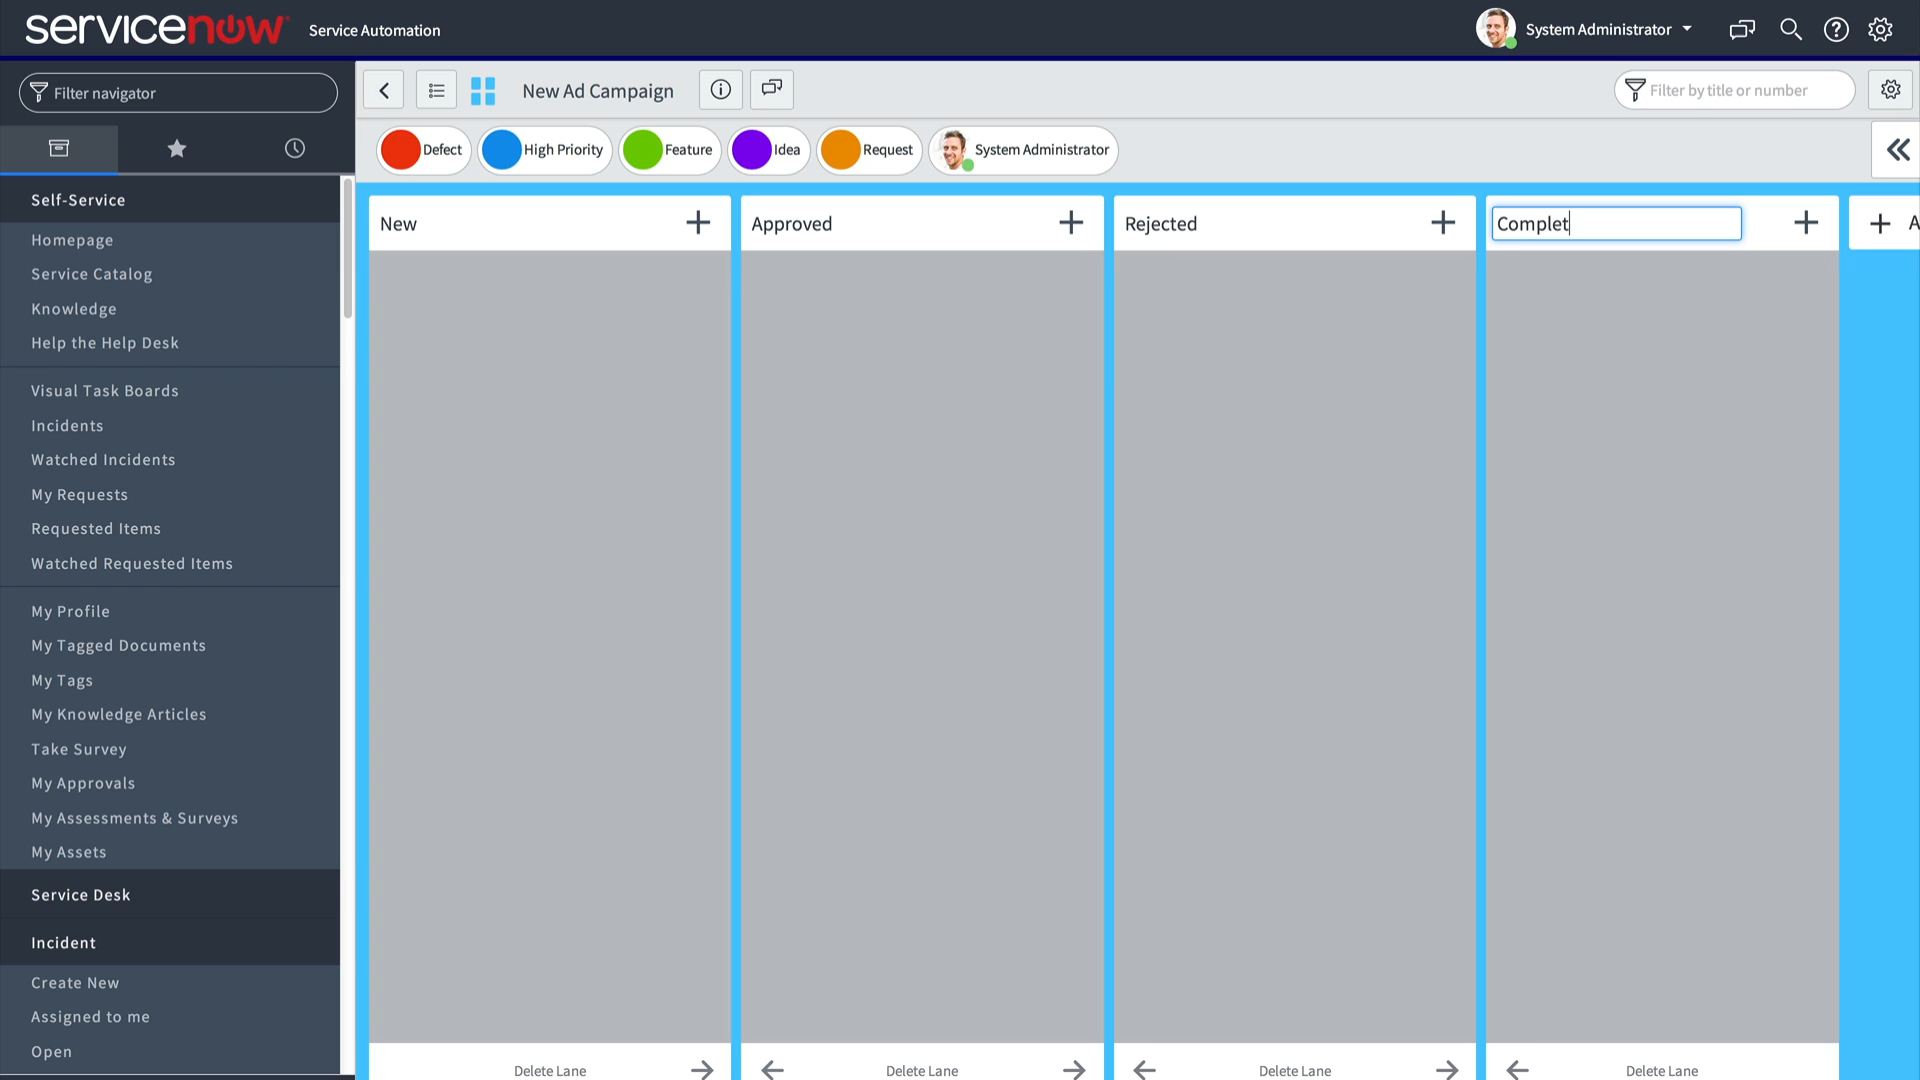 servicenow Service Automation
System Administrator
Filter navigator
New Ad Campaign
Filter by title or number
Defect
High Priority
Feature
Idea
Request
System Administrator
Self-Service
Homepage
Service Catalog
Knowledge
Help the Help Desk
Visual Task Boards
Incidents
Watched Incidents
My Requests
Requested Items
Watched Requested Items
My Profile
My Tagged Documents
My Tags
My Knowledge Articles
Take Survey
My Approvals
My Assessments & Surveys
My Assets
Service Desk
Incident
Create New
Assigned to me
Open
New
Approved
Rejected
Complet
A
Delete Lane
Delete Lane
Delete Lane
Delete Lane